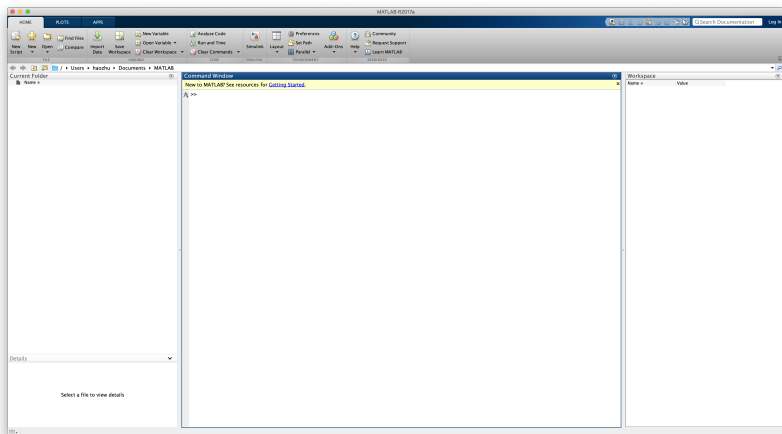 MATLAB R2017a
HOME PLOTS APPS Search Documentation Log In
New Script New Open Find Files Compare Import Data Save Workspace New Variable Open Variable Clear Workspace Analyze Code Run and Time Clear Commands Simulink Layout Preferences Set Path Parallel Add-Ons Help Community Request Support Learn MATLAB
FILE VARIABLE CODE SIMULINK ENVIRONMENT RESOURCES
/ Users haozhu Documents MATLAB
Current Folder
Name
Command Window
New to MATLAB? See resources for Getting Started.
fx >>
Workspace
Name Value
Details
Select a file to view details